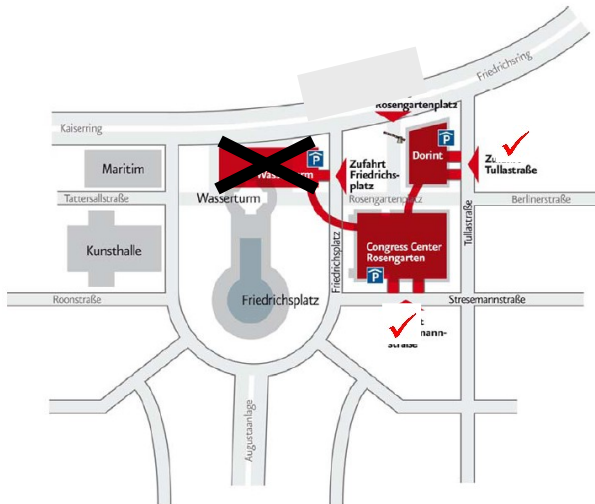 Friedrichsring
Rosengartenplatz
Kaiserring
P
P
Dorint
Maritim
Zufahrt
Friedrichs-
platz
Tullastraße
Wasserturm
Tattersallstraße
Rosengartenplatz
Berlinerstraße
Kunsthalle
Friedrichsplatz
Tullastraße
Congress Center
Rosengarten
P
Roonstraße
Friedrichsplatz
Stresemannstraße
mann-
straße
Augustaanlage